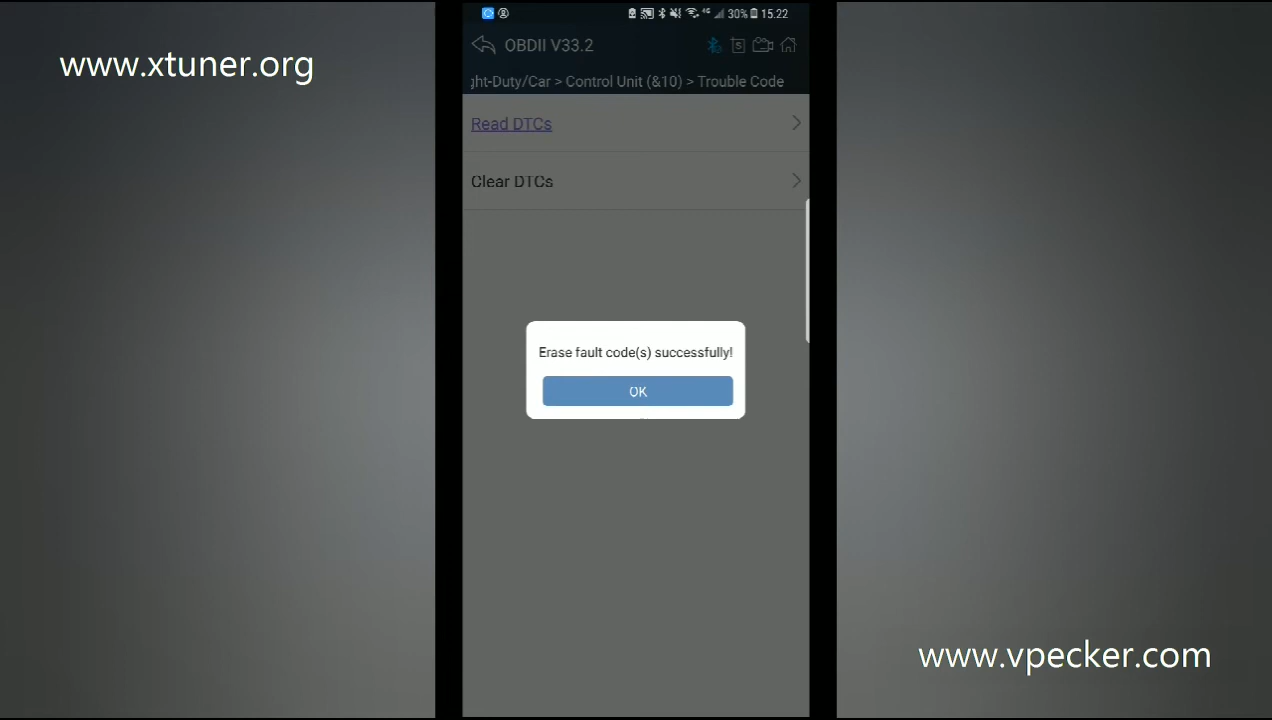 www.xtuner.org
30% 15.22
OBDII V33.2
ght-Duty/Car > Control Unit (&10) > Trouble Code
Read DTCs
Clear DTCs
Erase fault code(s) successfully!
OK
www.vpecker.com